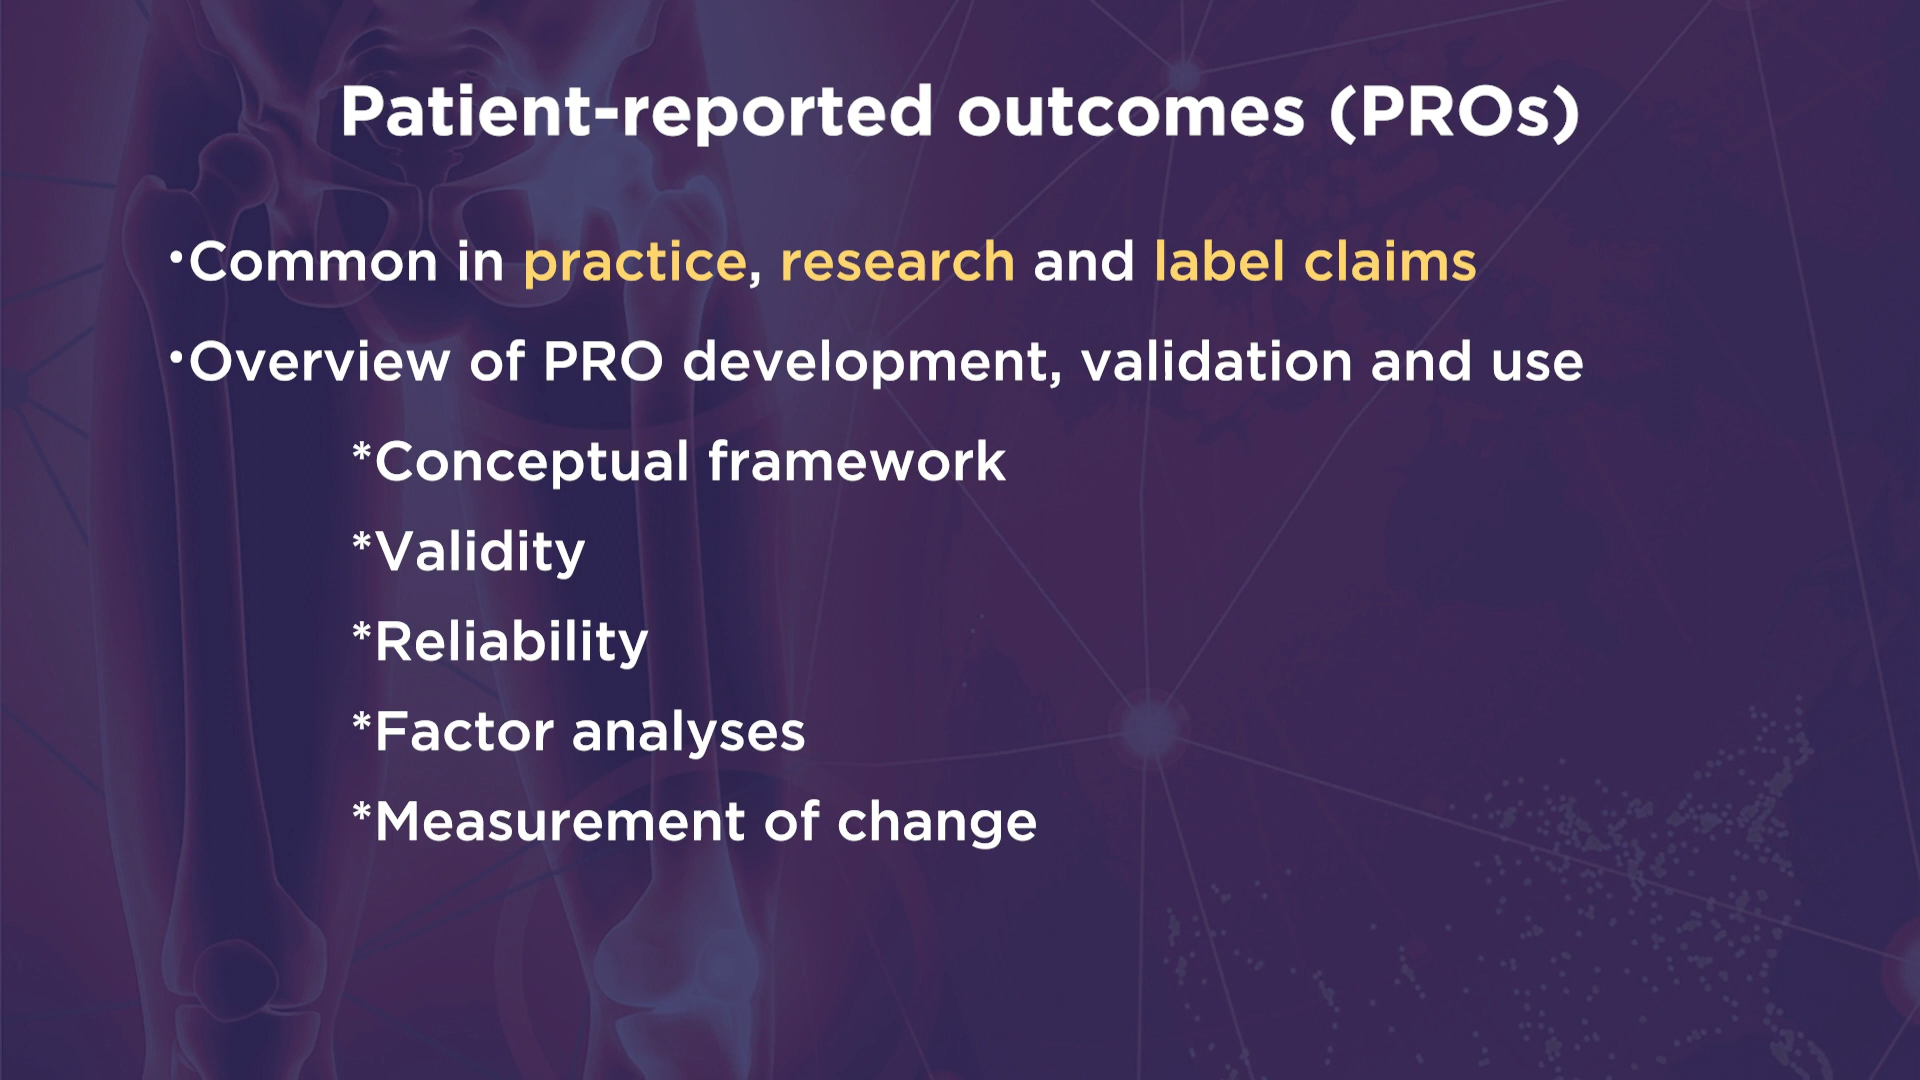 Patient-reported outcomes (PROs)
•Common in practice, research and label claims
•Overview of PRO development, validation and use
*Conceptual framework
*Validity
*Reliability
*Factor analyses
*Measurement of change